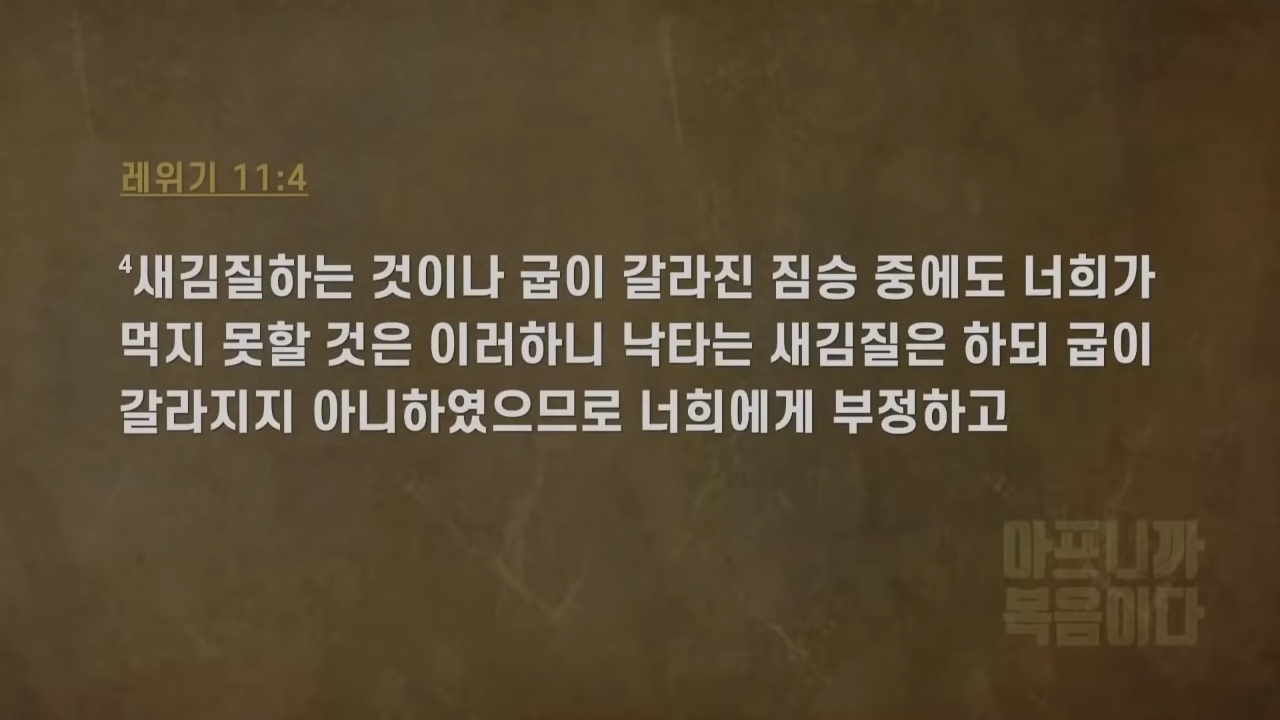 레위기 11:4
⁴새김질하는 것이나 굽이 갈라진 짐승 중에도 너희가
먹지 못할 것은 이러하니 낙타는 새김질은 하되 굽이
갈라지지 아니하였으므로 너희에게 부정하고
아프니까
복음이다